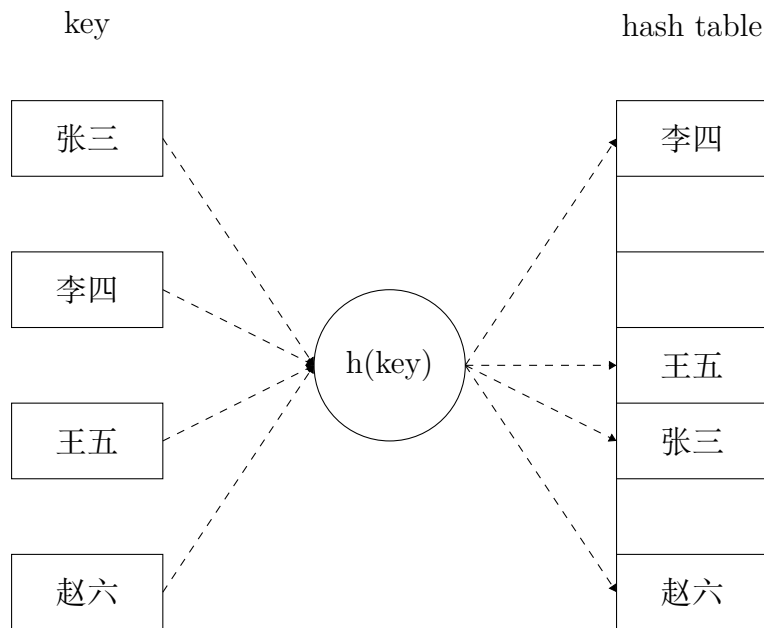 key
hash table
张三
李四
王五
赵六
h(key)
李四
王五
张三
赵六